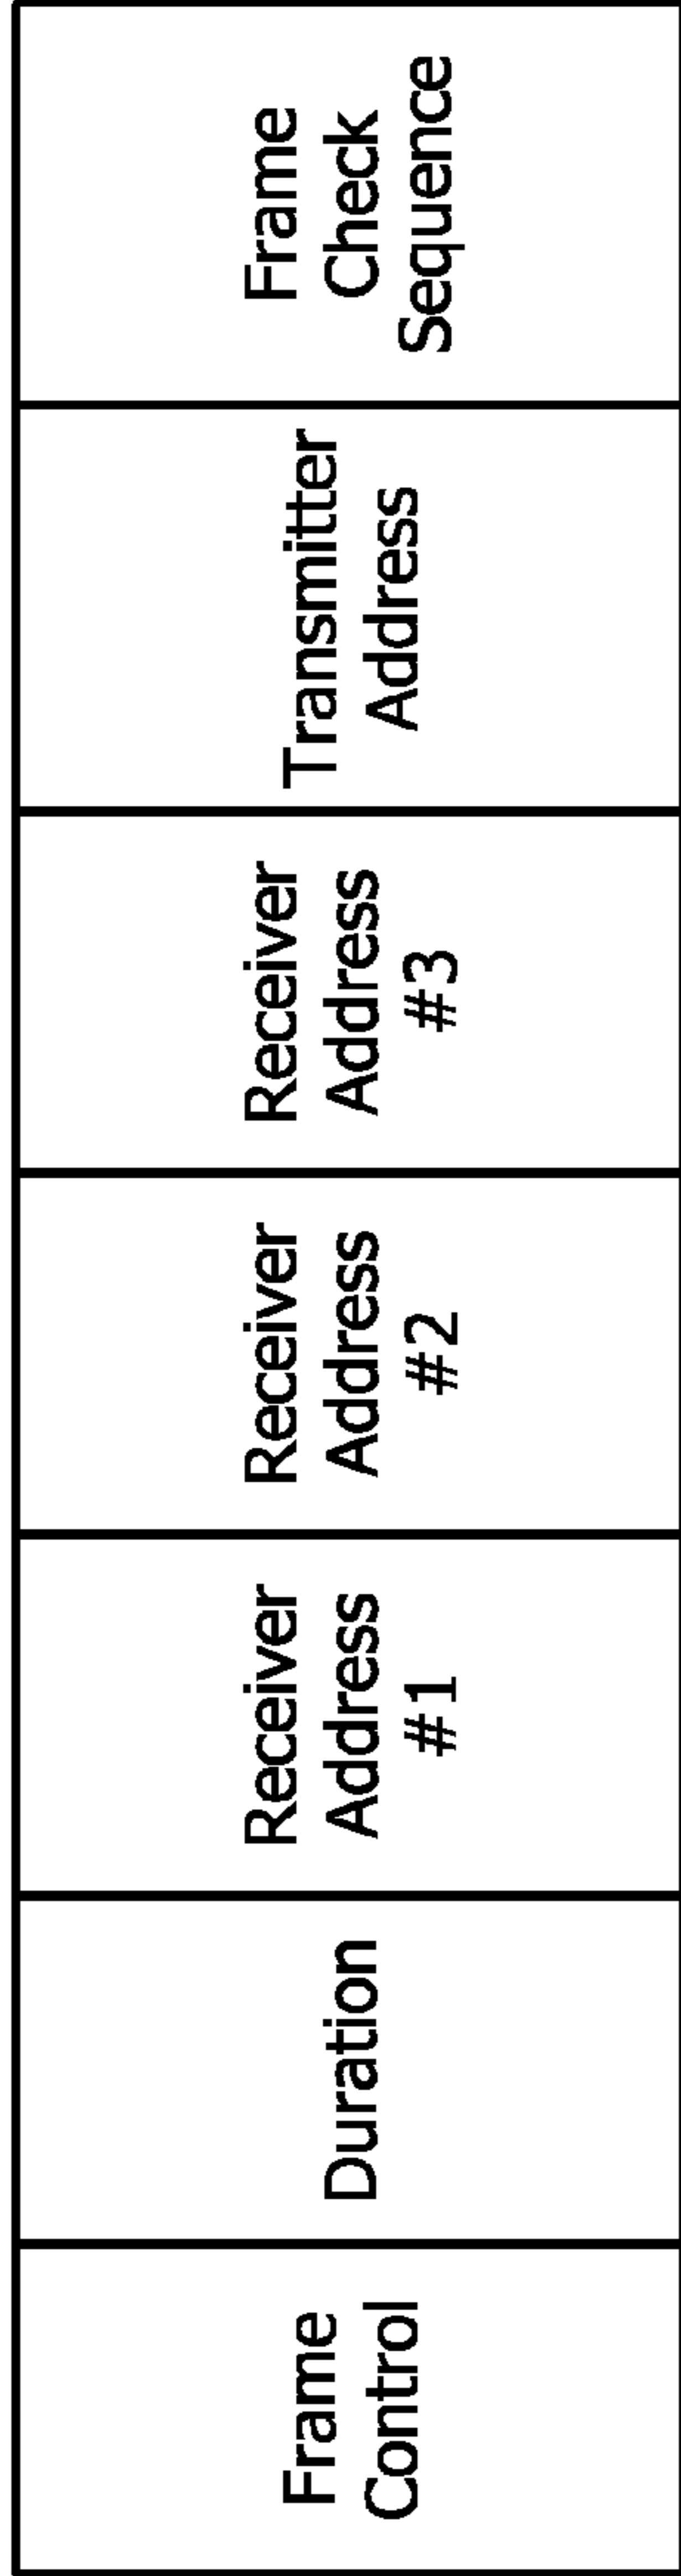 Frame
Control
Duration
Receiver
Address
#1
Receiver
Address
#2
Receiver
Address
#3
Transmitter
Address
Frame
Check
Sequence